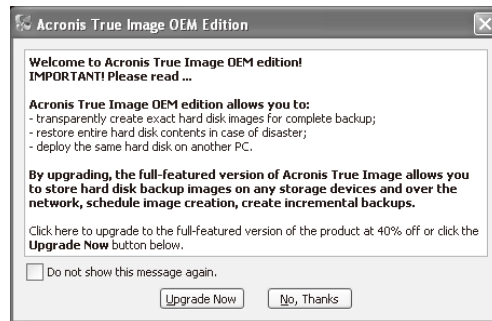 Acronis True Image OEM Edition
Welcome to Acronis True Image OEM edition!
IMPORTANT! Please read ...
Acronis True Image OEM edition allows you to:
- transparently create exact hard disk images for complete backup;
- restore entire hard disk contents in case of disaster;
- deploy the same hard disk on another PC.
By upgrading, the full-featured version of Acronis True Image allows you
to store hard disk backup images on any storage devices and over the
network, schedule image creation, create incremental backups.
Click here to upgrade to the full-featured version of the product at 40% off or click the
Upgrade Now button below.
Do not show this message again.
Upgrade Now No, Thanks